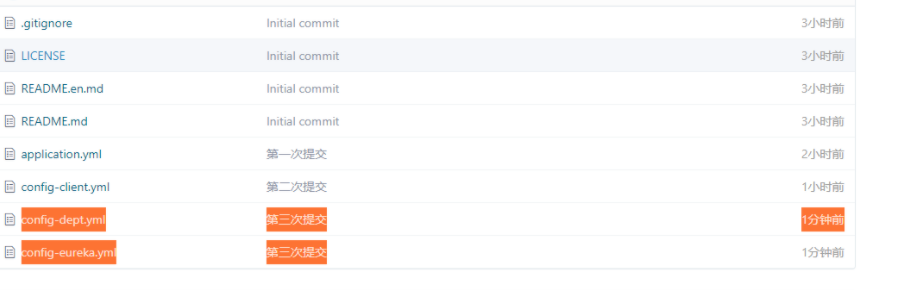 .gitignore Initial commit 3小时前
LICENSE Initial commit 3小时前
README.en.md Initial commit 3小时前
README.md Initial commit 3小时前
application.yml 第一次提交 2小时前
config-client.yml 第二次提交 1小时前
config-dept.yml 第三次提交 1分钟前
config-eureka.yml 第三次提交 1分钟前